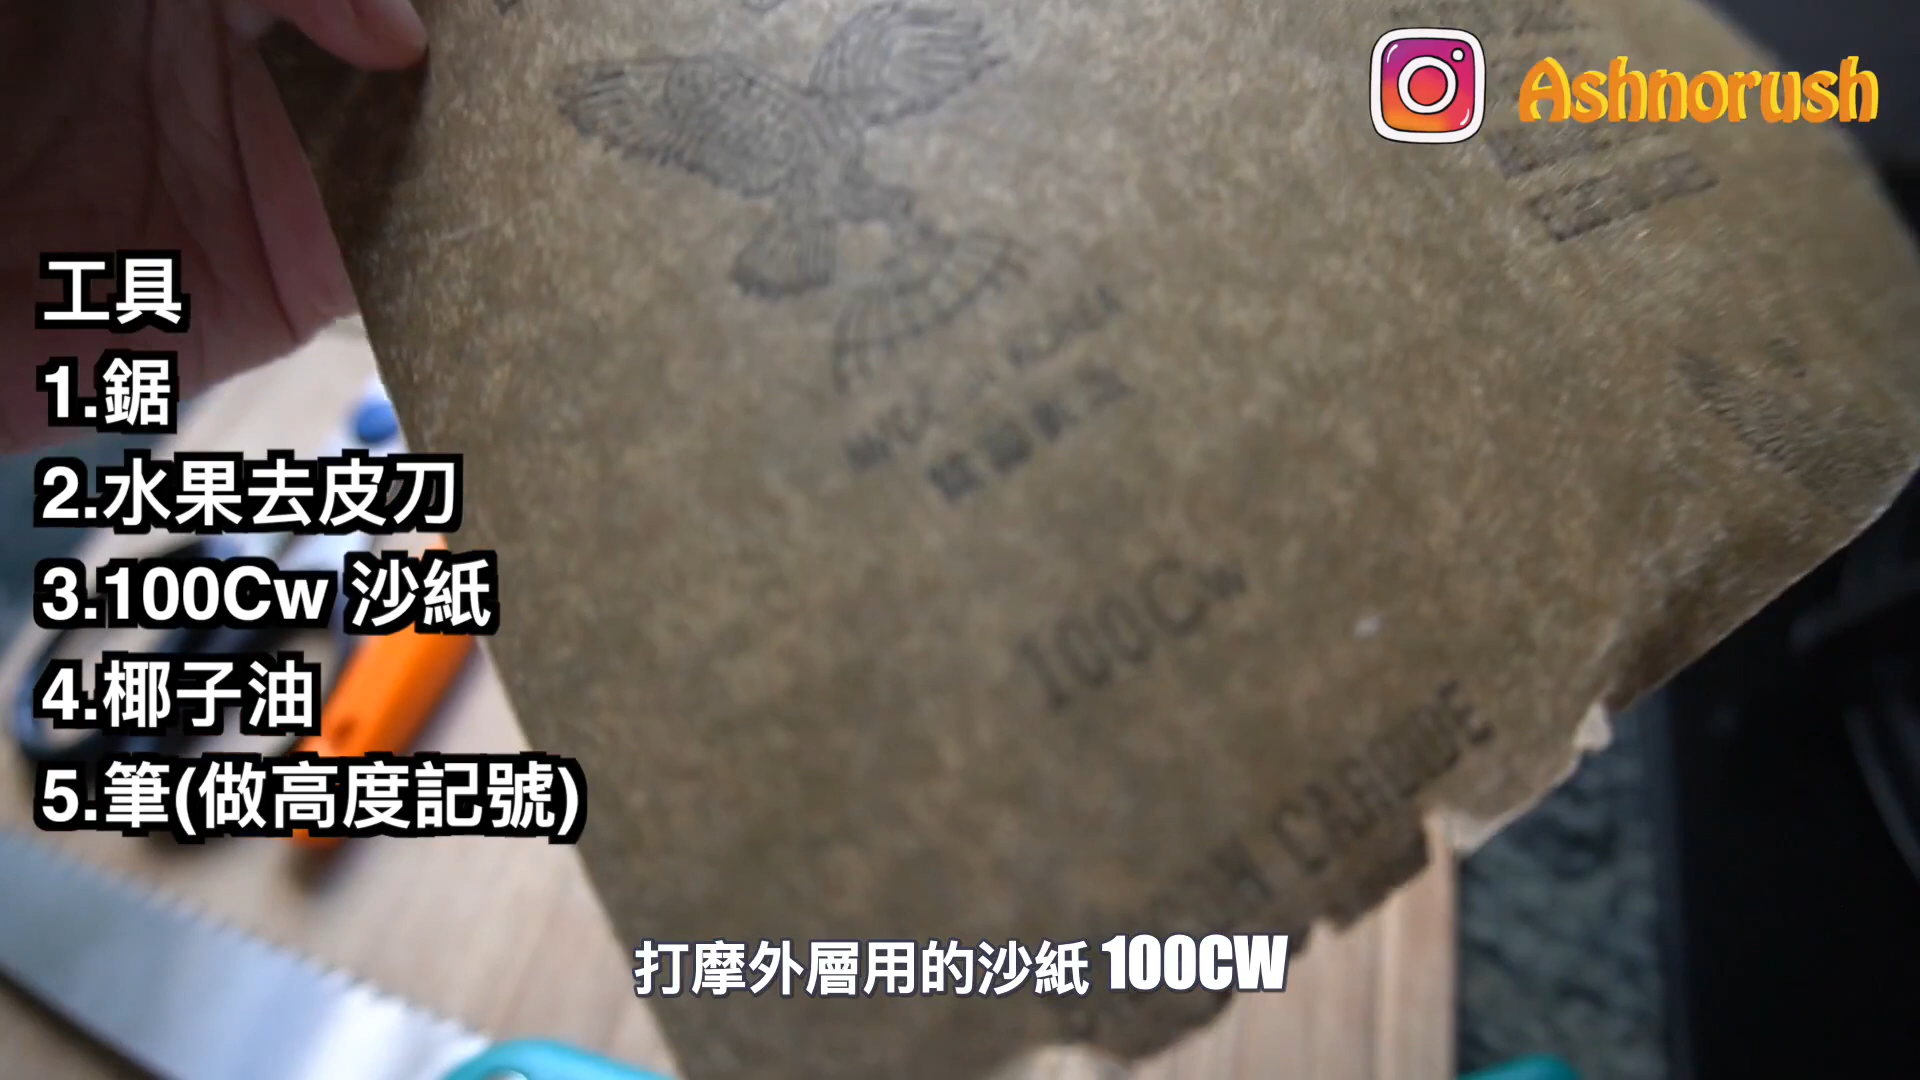 Ashnorush
工具
1.鋸
2.水果去皮刀
3.100Cw 沙紙
4.椰子油
5.筆(做高度記號)
100Cw
CARBIDE
打摩外層用的沙紙 100CW